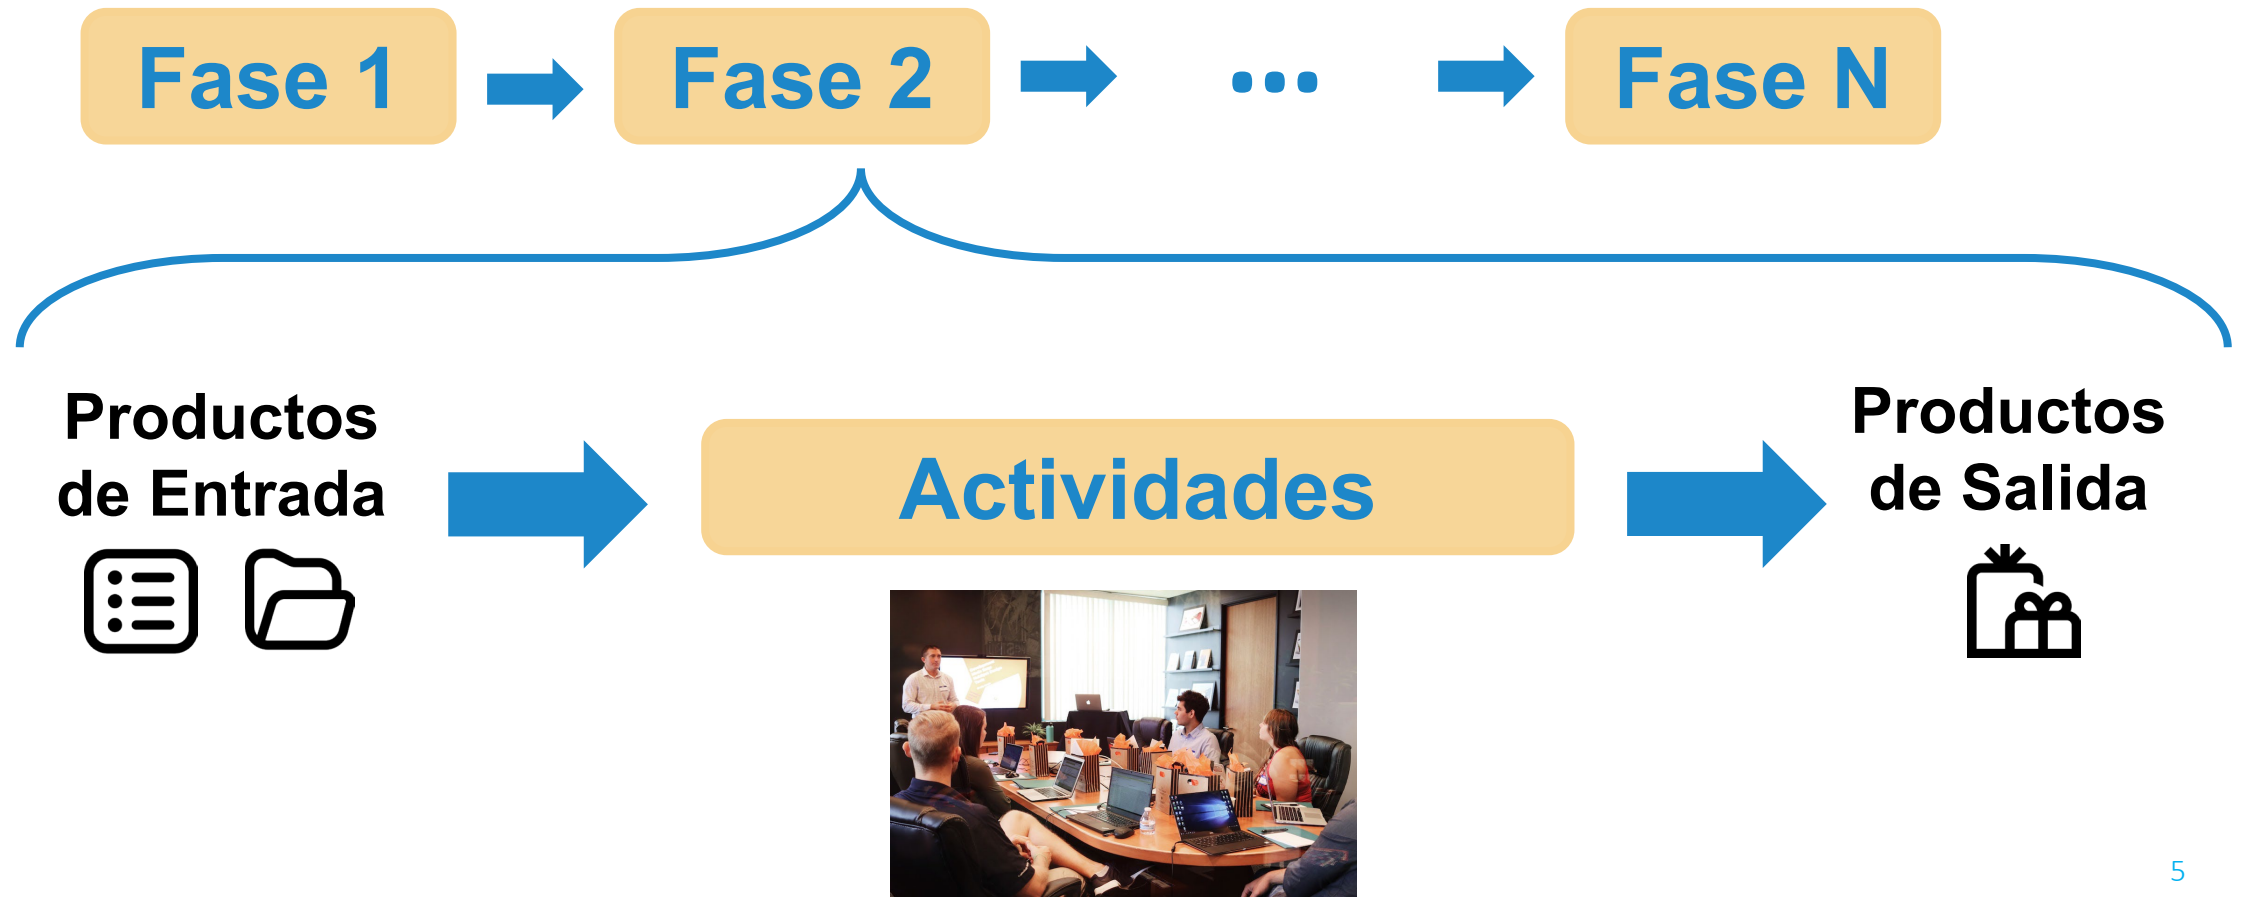 Fase 1
Fase 2
...
Fase N
Productos
de Entrada
Actividades
Productos
de Salida
5